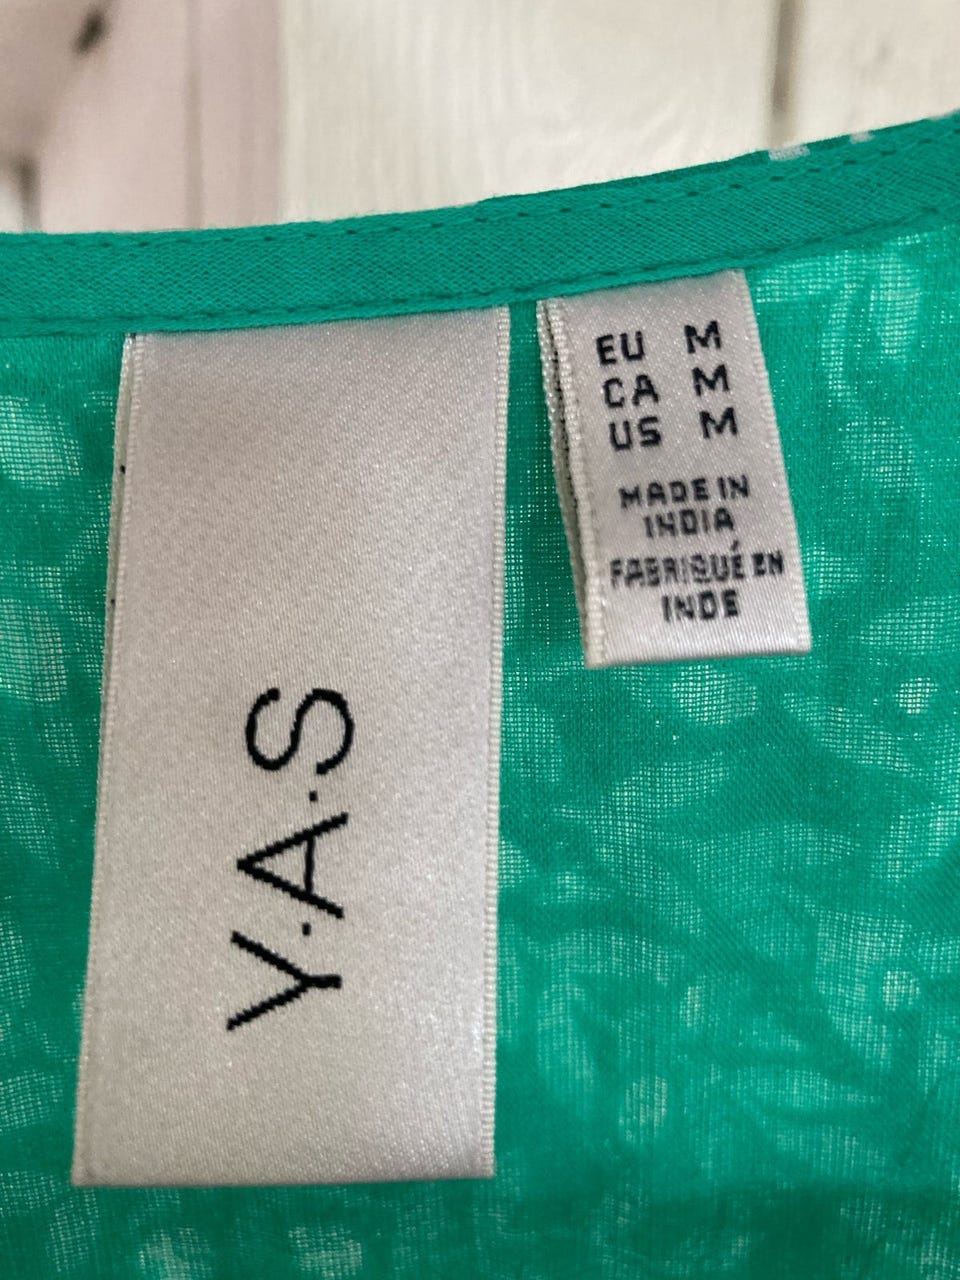 Y.A.S
EU M
CA M
US M
MADE IN
INDIA
FABRIQUÉ EN
INDE